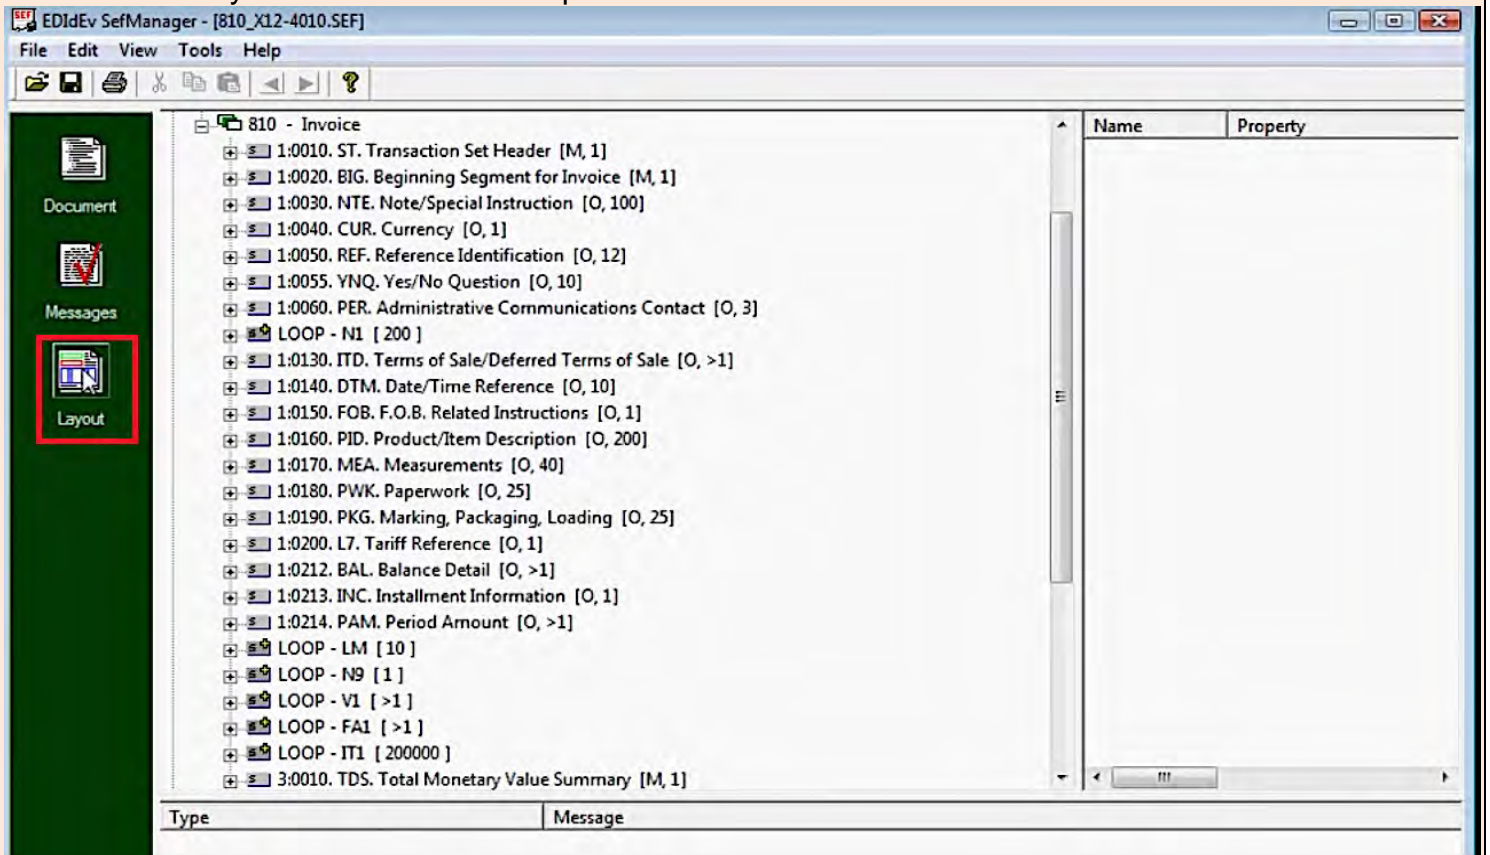 SEF EDIdEv SefManager - [810_X12-4010.SEF]
File Edit View Tools Help
Document
Messages
Layout
810 - Invoice
1:0010. ST. Transaction Set Header [M, 1]
1:0020. BIG. Beginning Segment for Invoice [M, 1]
1:0030. NTE. Note/Special Instruction [O, 100]
1:0040. CUR. Currency [O, 1]
1:0050. REF. Reference Identification [O, 12]
1:0055. YNQ. Yes/No Question [O, 10]
1:0060. PER. Administrative Communications Contact [O, 3]
LOOP - N1 [ 200 ]
1:0130. ITD. Terms of Sale/Deferred Terms of Sale [O, >1]
1:0140. DTM. Date/Time Reference [O, 10]
1:0150. FOB. F.O.B. Related Instructions [O, 1]
1:0160. PID. Product/Item Description [O, 200]
1:0170. MEA. Measurements [O, 40]
1:0180. PWK. Paperwork [O, 25]
1:0190. PKG. Marking, Packaging, Loading [O, 25]
1:0200. L7. Tariff Reference [O, 1]
1:0212. BAL. Balance Detail [O, >1]
1:0213. INC. Installment Information [O, 1]
1:0214. PAM. Period Amount [O, >1]
LOOP - LM [ 10 ]
LOOP - N9 [ 1 ]
LOOP - V1 [ >1 ]
LOOP - FA1 [ >1 ]
LOOP - IT1 [ 200000 ]
3:0010. TDS. Total Monetary Value Summary [M, 1]
Name Property
Type Message